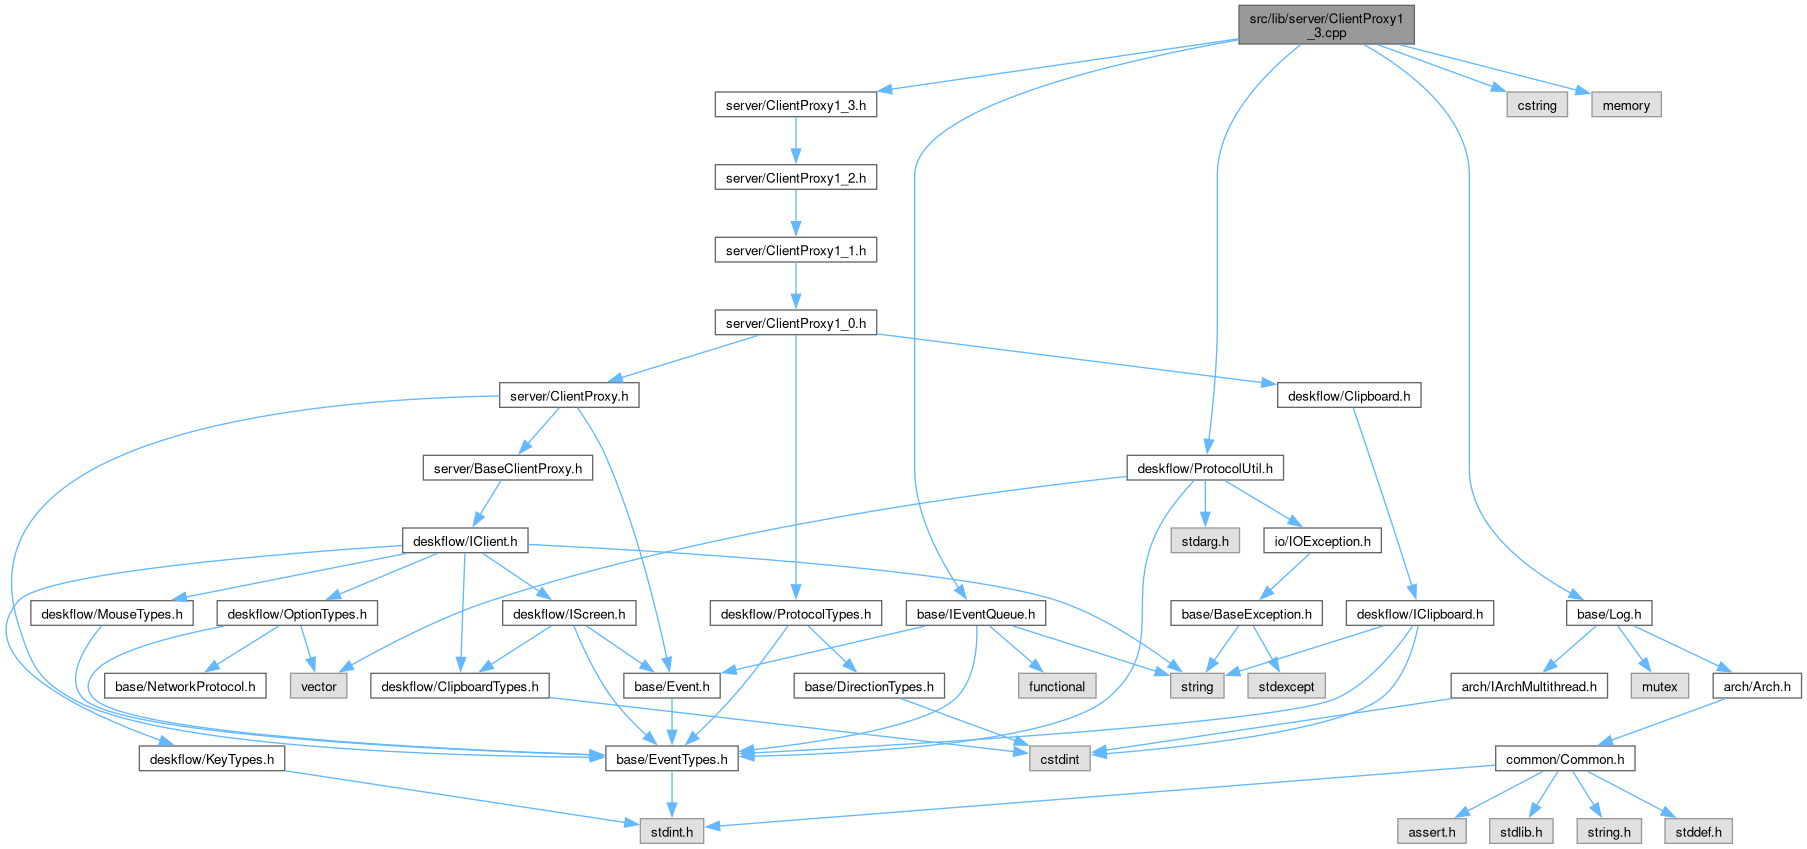 src/lib/server/ClientProxy1
_3.cpp
server/ClientProxy1_3.h
cstring
memory
server/ClientProxy1_2.h
server/ClientProxy1_1.h
server/ClientProxy1_0.h
server/ClientProxy.h
deskflow/Clipboard.h
server/BaseClientProxy.h
deskflow/ProtocolUtil.h
deskflow/IClient.h
stdarg.h
io/IOException.h
deskflow/MouseTypes.h
deskflow/OptionTypes.h
deskflow/IScreen.h
deskflow/ProtocolTypes.h
base/IEventQueue.h
base/BaseException.h
deskflow/IClipboard.h
base/Log.h
base/NetworkProtocol.h
vector
deskflow/ClipboardTypes.h
base/Event.h
base/DirectionTypes.h
functional
string
stdexcept
arch/IArchMultithread.h
mutex
arch/Arch.h
deskflow/KeyTypes.h
base/EventTypes.h
cstdint
common/Common.h
stdint.h
assert.h
stdlib.h
string.h
stddef.h